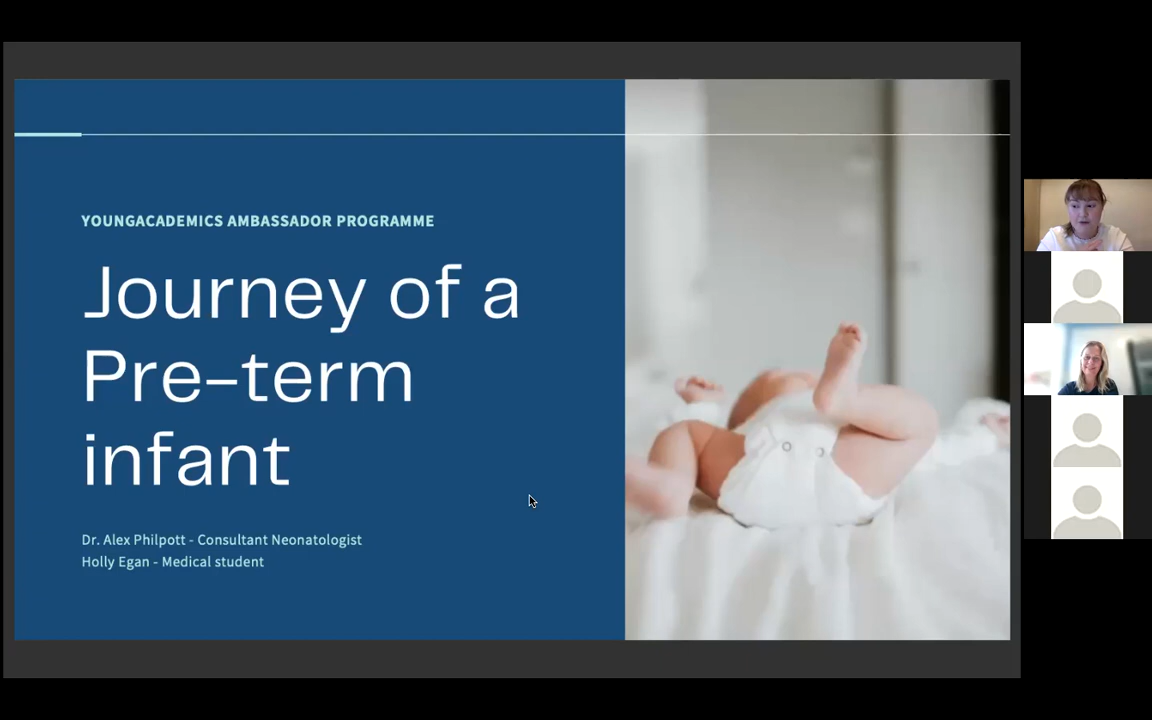 YOUNGACADEMICS AMBASSADOR PROGRAMME
Journey of a
Pre-term
infant
Dr. Alex Philpott - Consultant Neonatologist
Holly Egan - Medical student